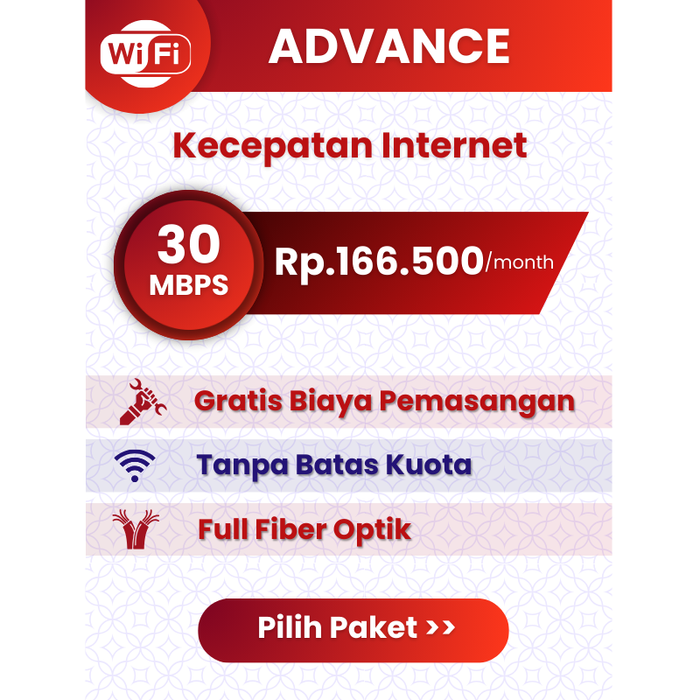 WiFi
ADVANCE
Kecepatan Internet
30
MBPS
Rp.166.500/month
Gratis Biaya Pemasangan
Tanpa Batas Kuota
Full Fiber Optik
Pilih Paket >>